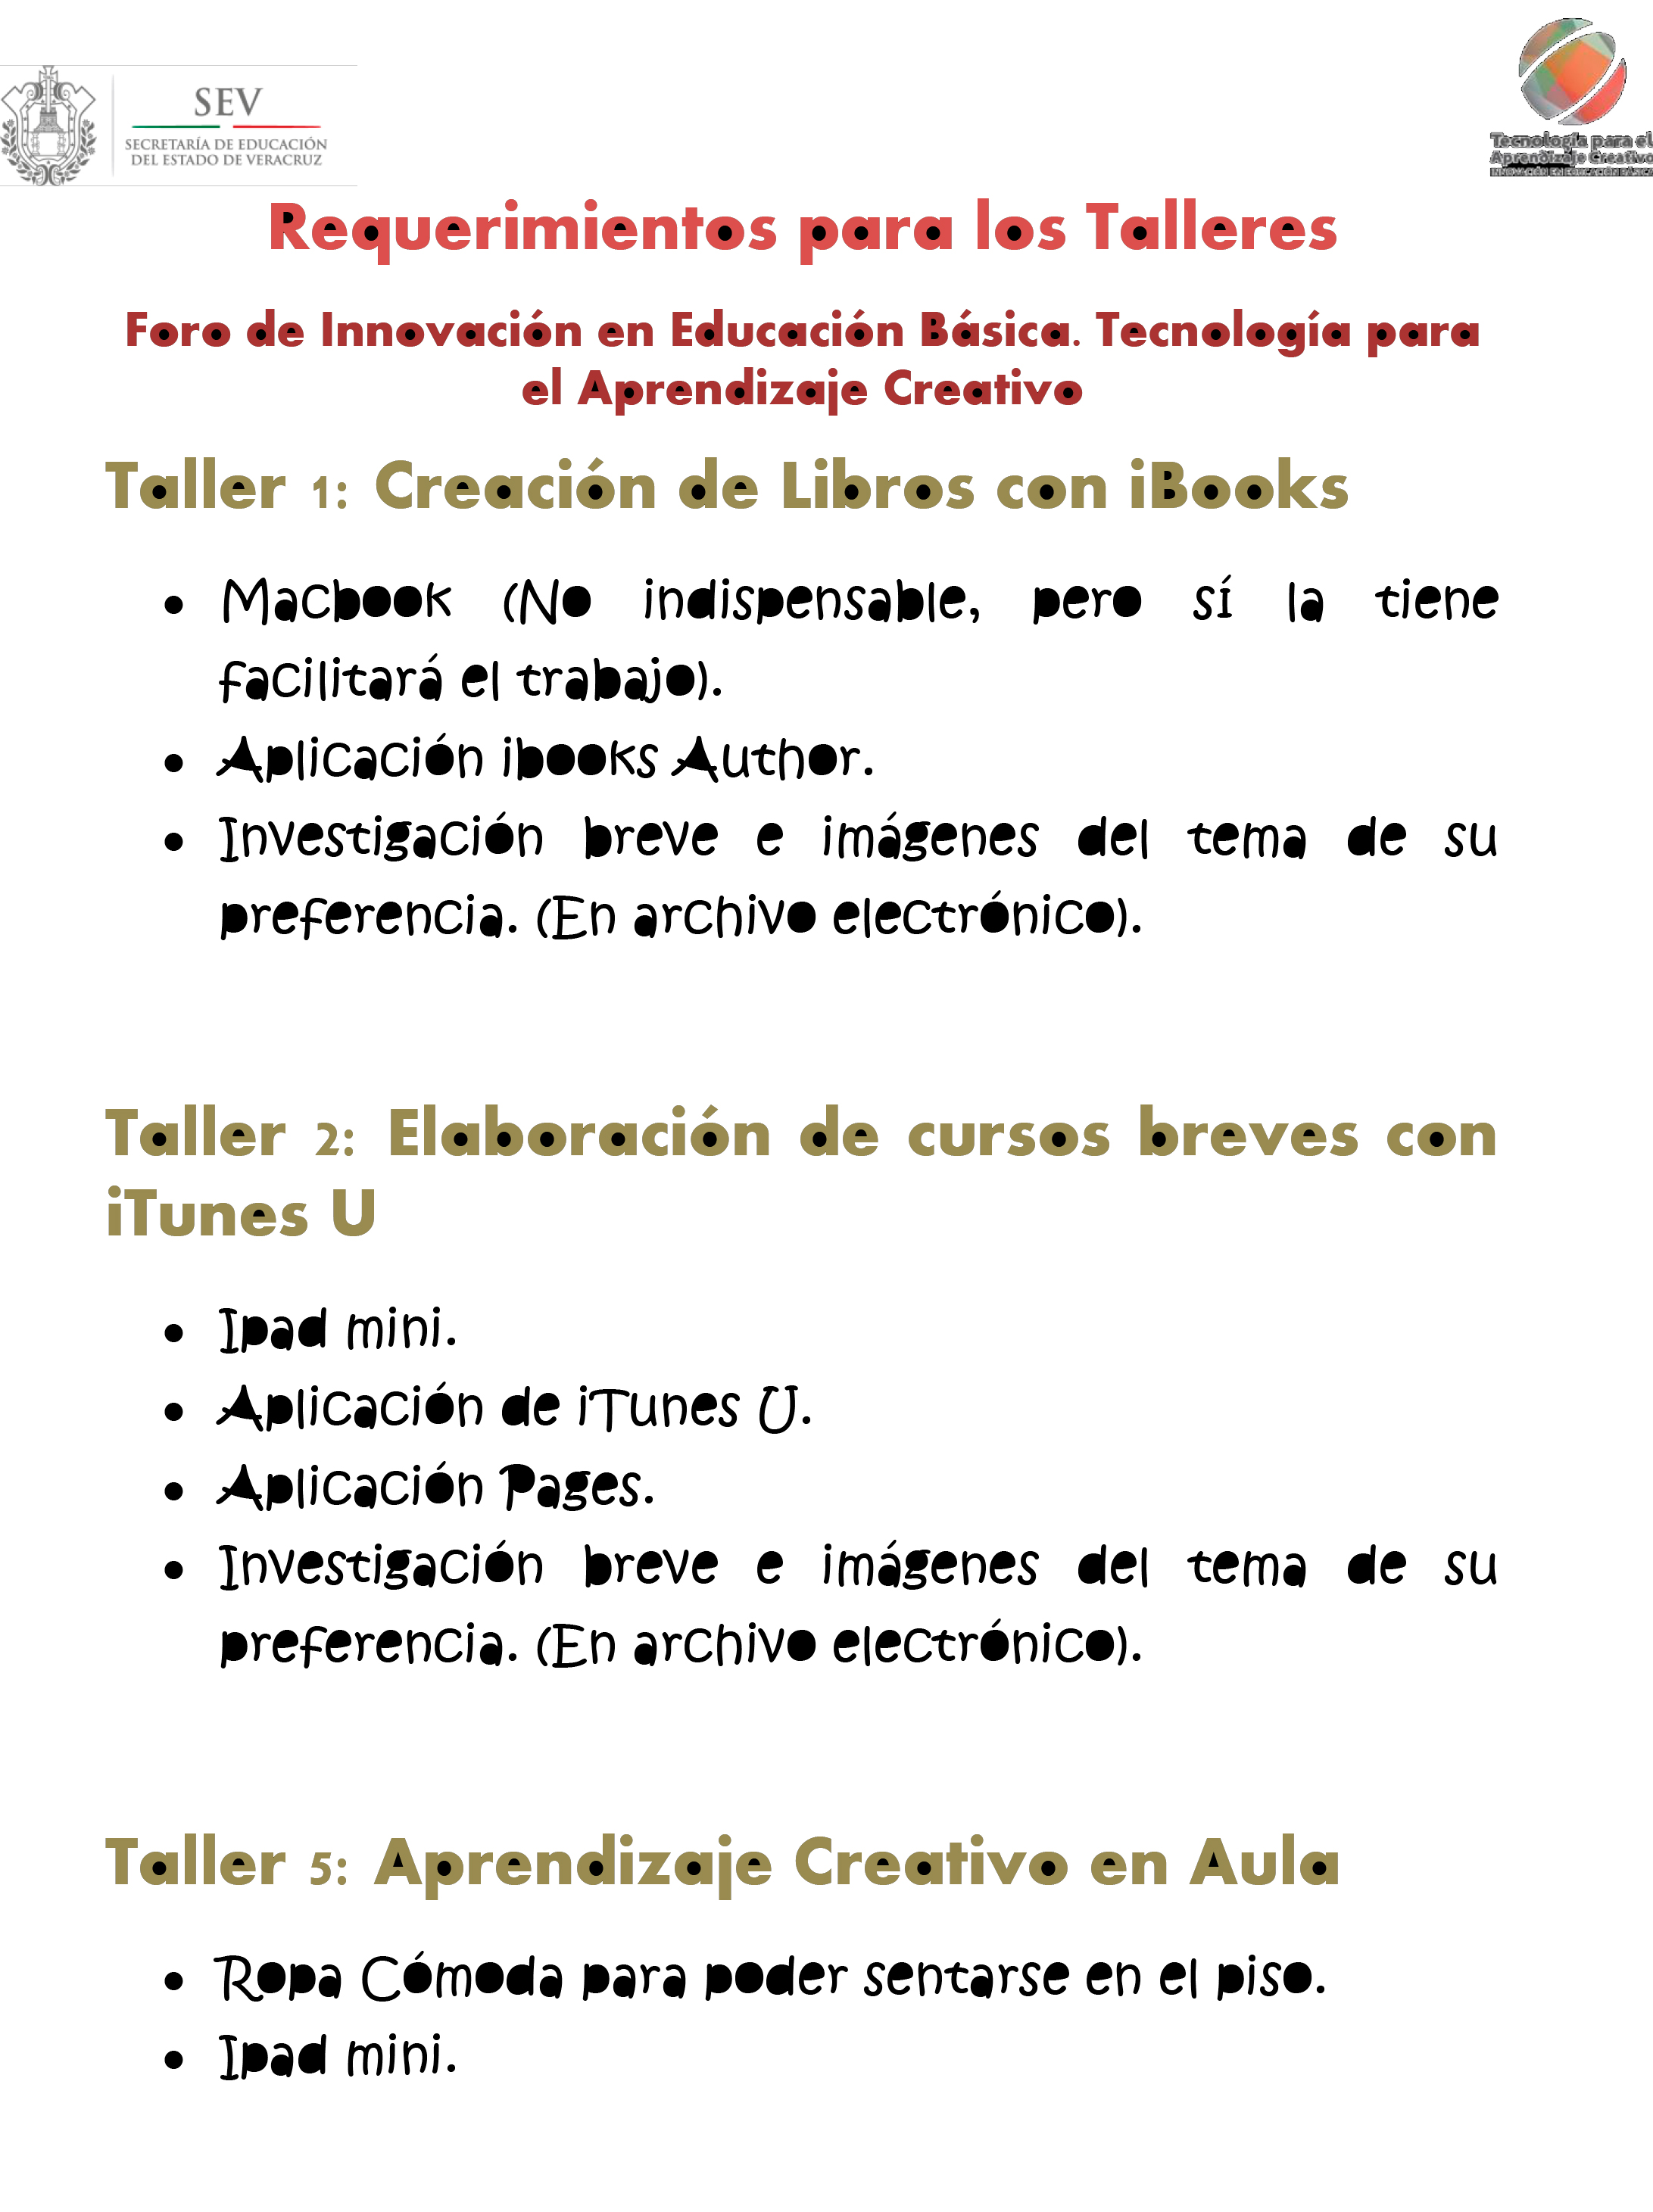 SEV
SECRETARÍA DE EDUCACIÓN
DEL ESTADO DE VERACRUZ
Tecnología para el
Aprendizaje Creativo
INNOVACIÓN EN EDUCACIÓN BÁSICA
Requerimientos para los Talleres
Foro de Innovación en Educación Básica. Tecnología para
el Aprendizaje Creativo
Taller 1: Creación de Libros con iBooks
• Macbook (No indispensable, pero sí la tiene
facilitará el trabajo).
• Aplicación ibooks Author.
• Investigación breve e imágenes del tema de su
preferencia. (En archivo electrónico).
Taller 2: Elaboración de cursos breves con
iTunes U
• Ipad mini.
• Aplicación de iTunes U.
• Aplicación Pages.
• Investigación breve e imágenes del tema de su
preferencia. (En archivo electrónico).
Taller 5: Aprendizaje Creativo en Aula
• Ropa Cómoda para poder sentarse en el piso.
• Ipad mini.